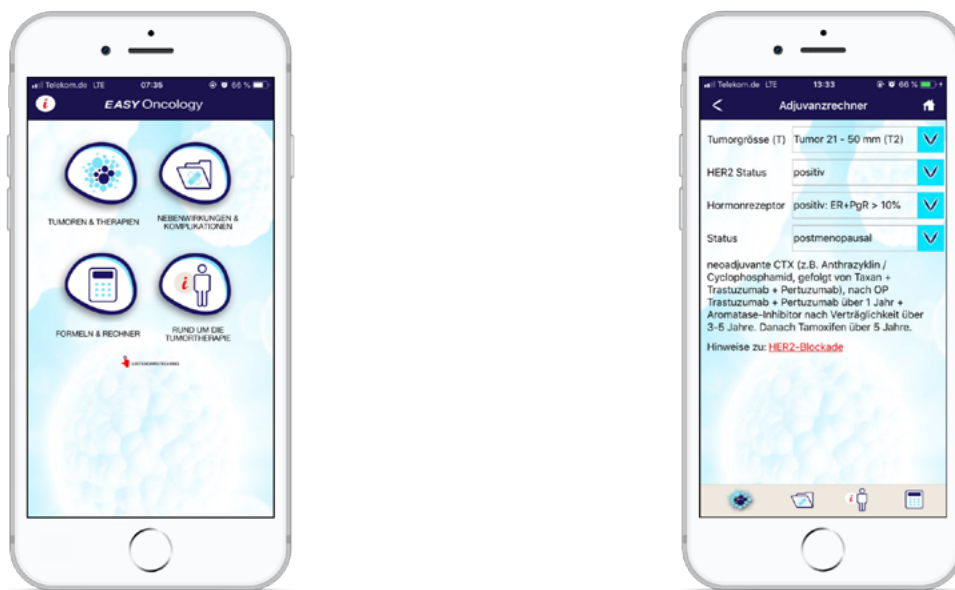 Telekom.de LTE 07:35 66 %
i
EASY Oncology
TUMOREN & THERAPIEN
NEBENWIRKUNGEN &
KOMPLIKATIONEN
i
FORMELN & RECHNER
RUND UM DIE
TUMORTHERAPIE
Telekom.de LTE 13:33 66 %
< Adjuvanzrechner
Tumorgrösse (T) Tumor 21 - 50 mm (T2)
HER2 Status positiv
Hormonrezeptor positiv: ER+PgR > 10%
Status postmenopausal
neoadjuvante CTX (z.B. Anthrazyklin /
Cyclophosphamid, gefolgt von Taxan +
Trastuzumab + Pertuzumab), nach OP
Trastuzumab + Pertuzumab über 1 Jahr +
Aromatase-Inhibitor nach Verträglichkeit über
3-5 Jahre. Danach Tamoxifen über 5 Jahre.
Hinweise zu: HER2-Blockade
i